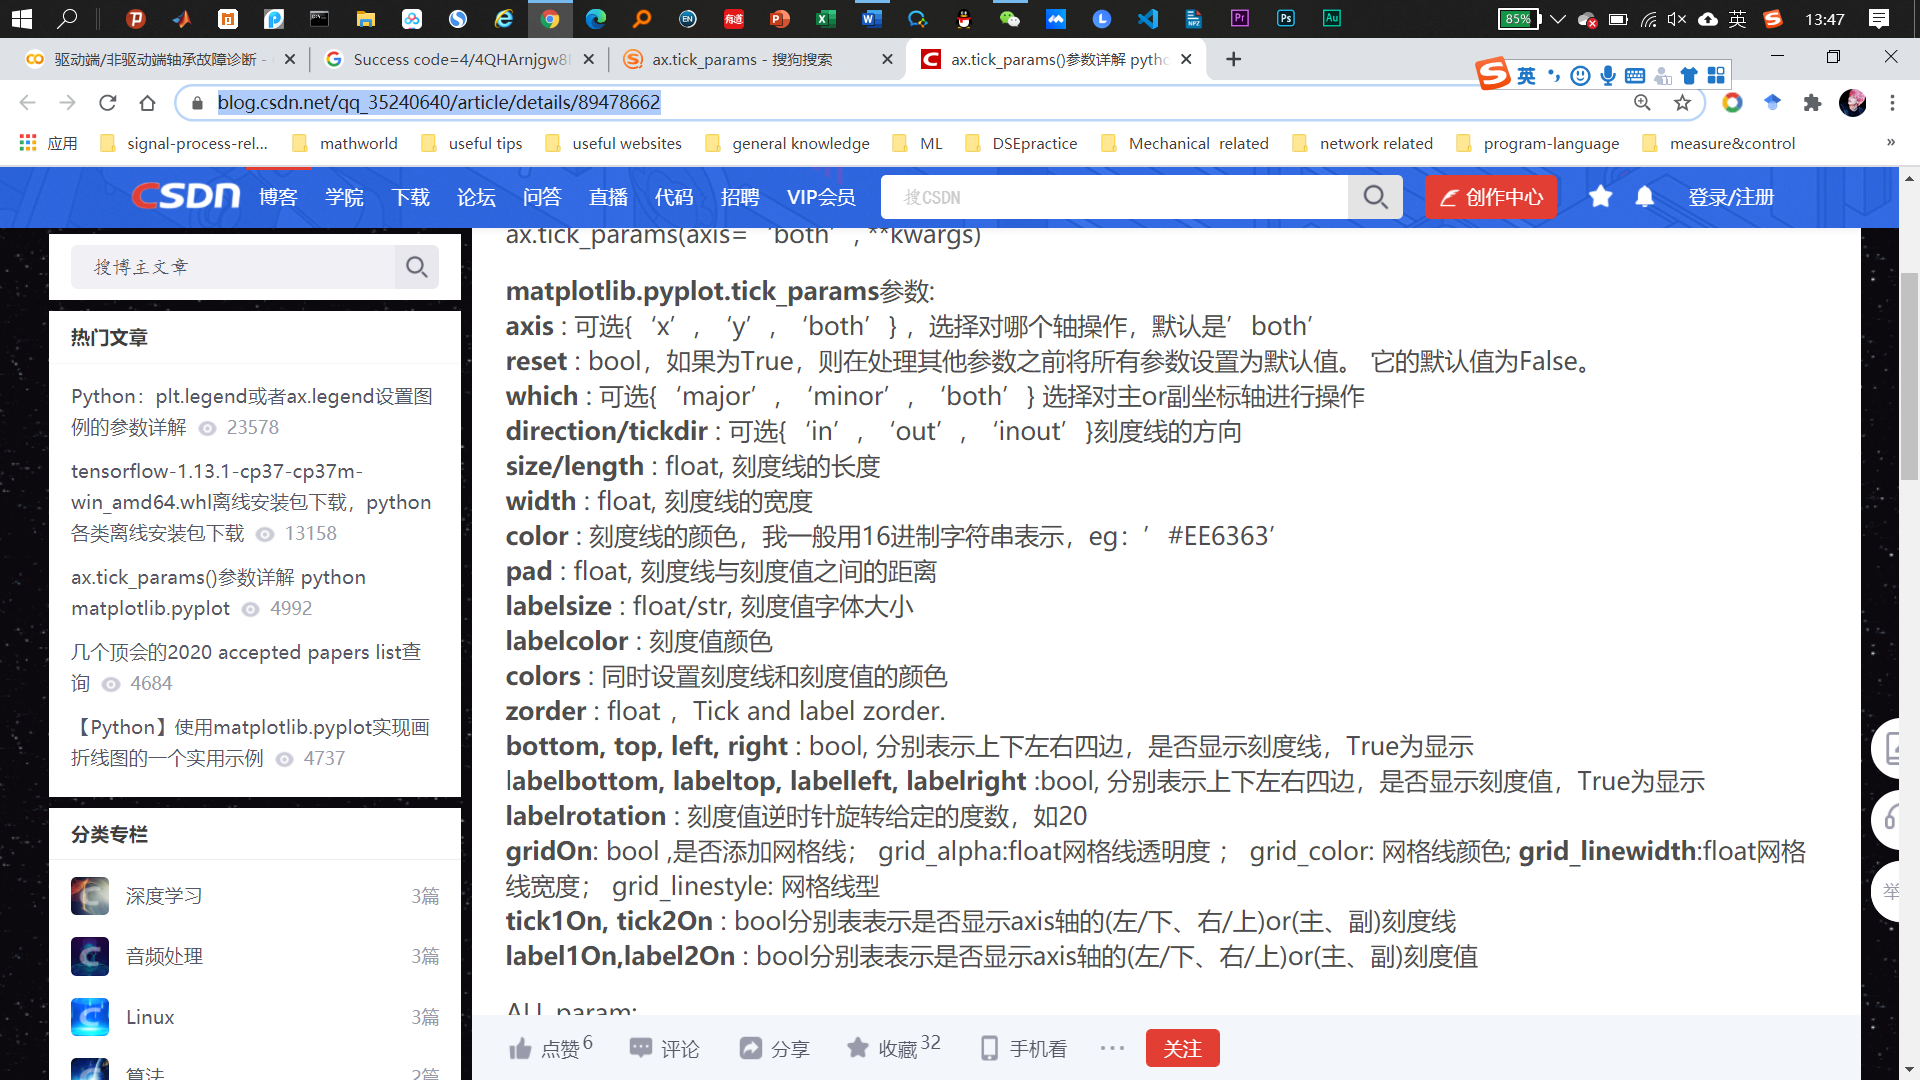 85%
英
13:47
驱动端/非驱动端轴承故障诊断 -
Success code=4/4QHArnjgw8
ax.tick_params - 搜狗搜索
ax.tick_params()参数详解 pytho
英
blog.csdn.net/qq_35240640/article/details/89478662
应用
signal-process-rel...
mathworld
useful tips
useful websites
general knowledge
ML
DSEpractice
Mechanical related
network related
program-language
measure&control
»
CSDN
博客
学院
下载
论坛
问答
直播
代码
招聘
VIP会员
搜CSDN
创作中心
登录/注册
搜博主文章
热门文章
Python：plt.legend或者ax.legend设置图
例的参数详解 23578
tensorflow-1.13.1-cp37-cp37m-
win_amd64.whl离线安装包下载，python
各类离线安装包下载 13158
ax.tick_params()参数详解 python
matplotlib.pyplot 4992
几个顶会的2020 accepted papers list查
询 4684
【Python】使用matplotlib.pyplot实现画
折线图的一个实用示例 4737
分类专栏
深度学习 3篇
音频处理 3篇
Linux 3篇
算法 2篇
ax.tick_params(axis=‘both’, **kwargs)
matplotlib.pyplot.tick_params参数:
axis : 可选{‘x’, ‘y’, ‘both’} ，选择对哪个轴操作，默认是’both’
reset : bool，如果为True，则在处理其他参数之前将所有参数设置为默认值。 它的默认值为False。
which : 可选{‘major’, ‘minor’, ‘both’} 选择对主or副坐标轴进行操作
direction/tickdir : 可选{‘in’, ‘out’, ‘inout’}刻度线的方向
size/length : float, 刻度线的长度
width : float, 刻度线的宽度
color : 刻度线的颜色，我一般用16进制字符串表示，eg：’#EE6363’
pad : float, 刻度线与刻度值之间的距离
labelsize : float/str, 刻度值字体大小
labelcolor : 刻度值颜色
colors : 同时设置刻度线和刻度值的颜色
zorder : float ，Tick and label zorder.
bottom, top, left, right : bool, 分别表示上下左右四边，是否显示刻度线，True为显示
labelbottom, labeltop, labelleft, labelright :bool, 分别表示上下左右四边，是否显示刻度值，True为显示
labelrotation : 刻度值逆时针旋转给定的度数，如20
gridOn: bool ,是否添加网格线； grid_alpha:float网格线透明度 ； grid_color: 网格线颜色; grid_linewidth:float网格
线宽度； grid_linestyle: 网格线型
tick1On, tick2On : bool分别表表示是否显示axis轴的(左/下、右/上)or(主、副)刻度线
label1On,label2On : bool分别表表示是否显示axis轴的(左/下、右/上)or(主、副)刻度值
ALL param:
点赞 6
评论
分享
收藏 32
手机看
关注
举